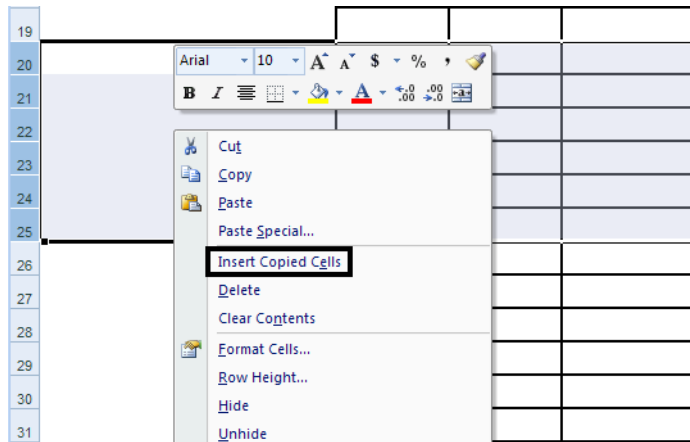 19
20
Arial 10 A A $ % ,
21
B I A .0 .00 .00 .0 a
22
Cut
23
Copy
24
Paste
25
Paste Special...
26
Insert Copied Cells
27
Delete
28
Clear Contents
29
Format Cells...
30
Row Height...
Hide
31
Unhide